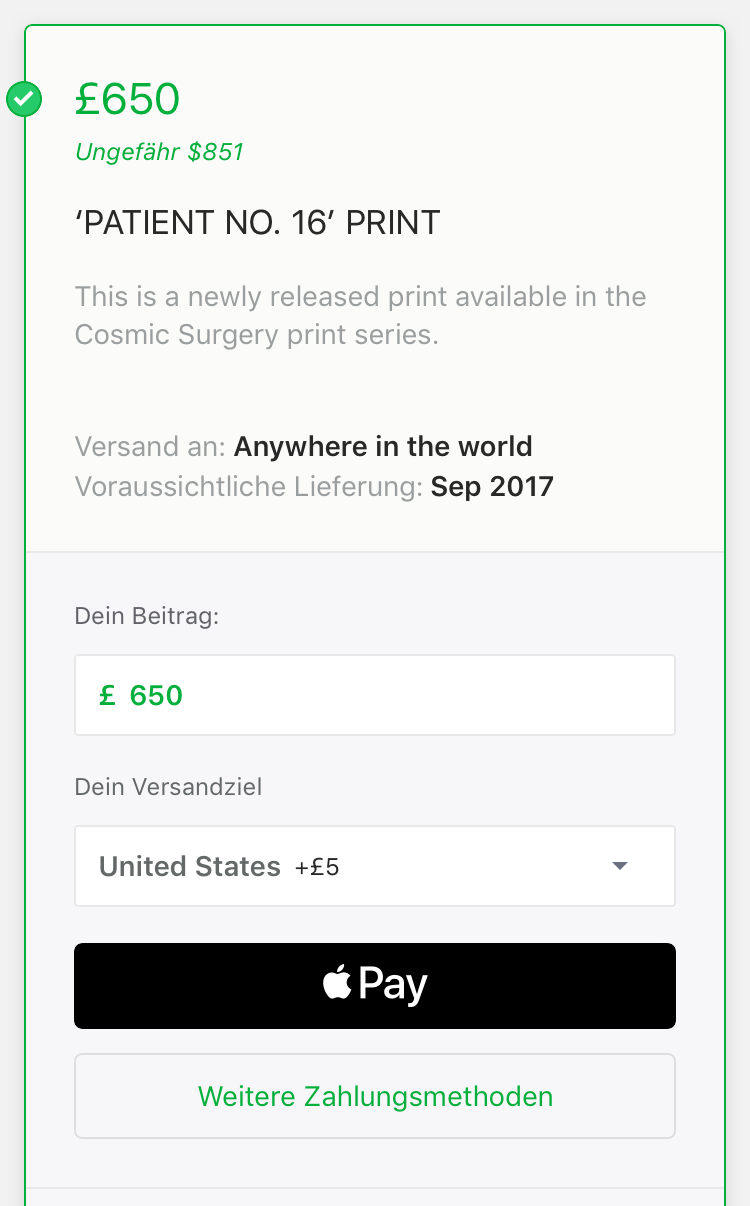 £650
Ungefähr $851
‘PATIENT NO. 16’ PRINT
This is a newly released print available in the
Cosmic Surgery print series.
Versand an: Anywhere in the world
Voraussichtliche Lieferung: Sep 2017
Dein Beitrag:
£ 650
Dein Versandziel
United States +£5
Pay
Weitere Zahlungsmethoden